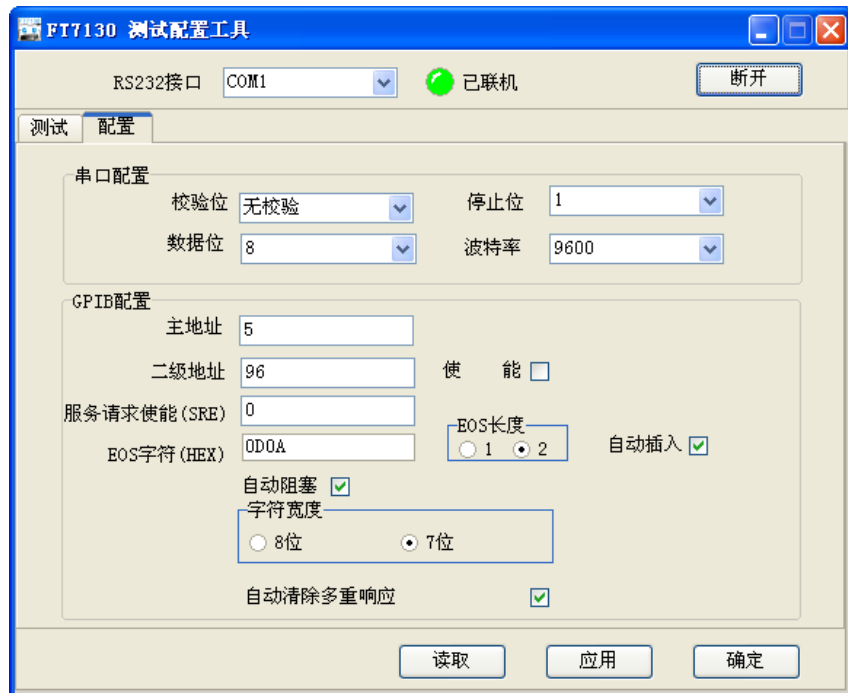 FT7130 测试配置工具
RS232接口 COM1 已联机 断开
测试 配置
串口配置
校验位 无校验 停止位 1
数据位 8 波特率 9600
GPIB配置
主地址 5
二级地址 96 使 能
服务请求使能(SRE) 0
EOS长度
EOS字符(HEX) 0D0A 1 2 自动插入
自动阻塞
字符宽度
8位 7位
自动清除多重响应
读取 应用 确定